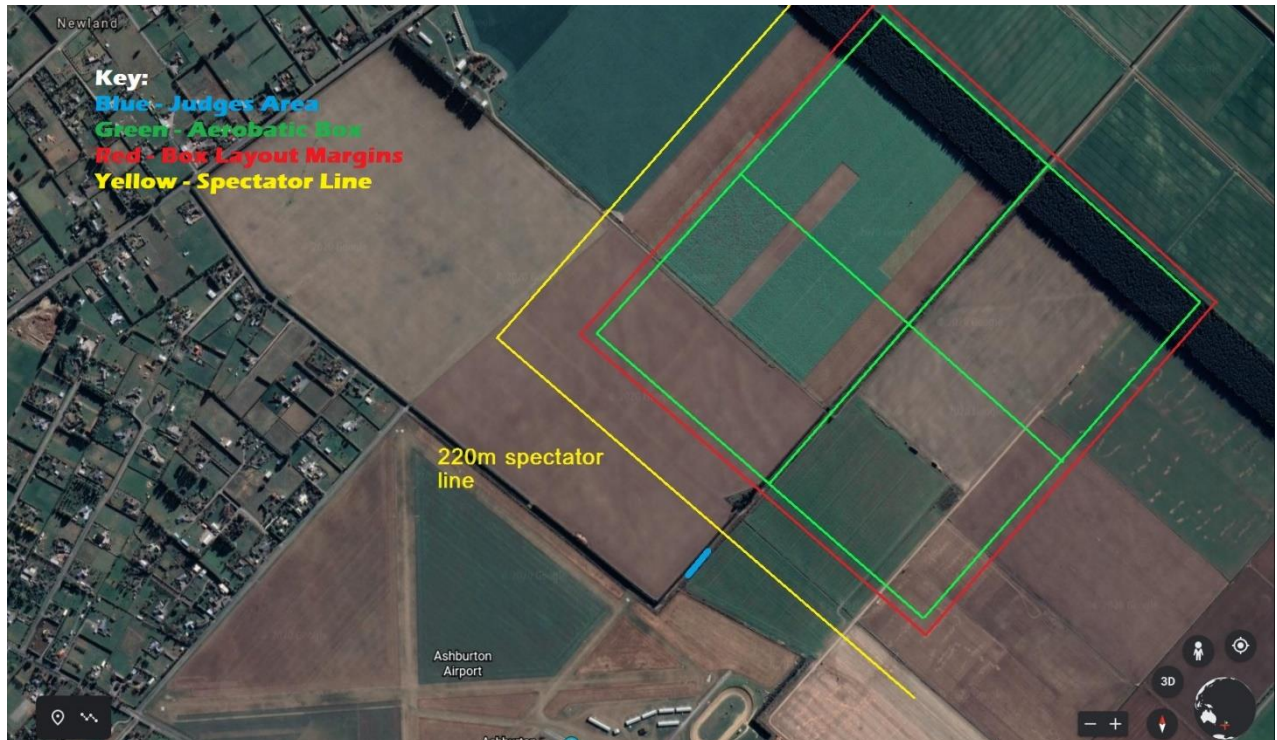 Newland
Key:
Blue - Judges Area
Green - Aerobatic Box
Red - Box Layout Margins
Yellow - Spectator Line
220m spectator
line
Ashburton
Airport
3D